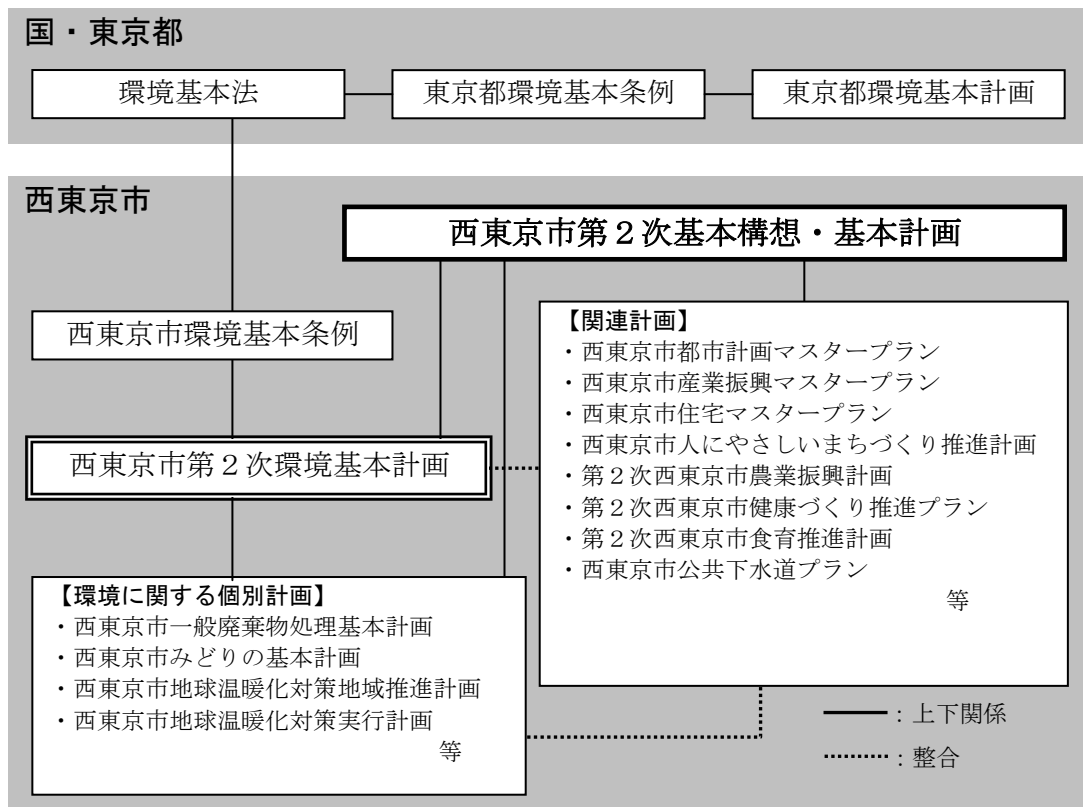 国・東京都
環境基本法
東京都環境基本条例
東京都環境基本計画
西東京市
西東京市第２次基本構想・基本計画
西東京市環境基本条例
西東京市第２次環境基本計画
【関連計画】
・西東京市都市計画マスタープラン
・西東京市産業振興マスタープラン
・西東京市住宅マスタープラン
・西東京市人にやさしいまちづくり推進計画
・第２次西東京市農業振興計画
・第２次西東京市健康づくり推進プラン
・第２次西東京市食育推進計画
・西東京市公共下水道プラン
等
【環境に関する個別計画】
・西東京市一般廃棄物処理基本計画
・西東京市みどりの基本計画
・西東京市地球温暖化対策地域推進計画
・西東京市地球温暖化対策実行計画
等
：上下関係
：整合